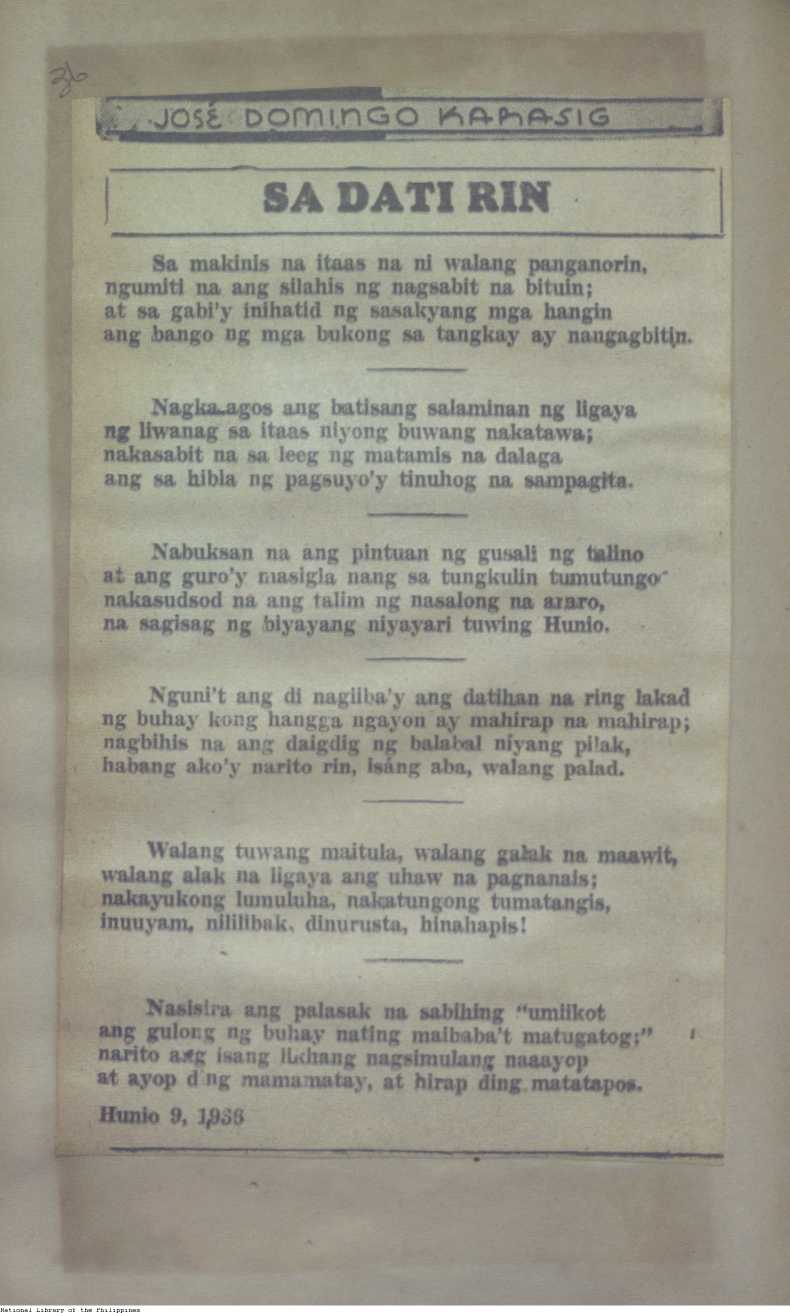 36
JOSÉ DOMINGO KARASIG
SA DATI RIN
Sa makinis na itaas na ni walang panganorin,
ngumiti na ang silahis ng nagsabit na bituin;
at sa gabi'y inihatid ng sasakyang mga hangin
ang bango ng mga bukong sa tangkay ay nangagbitin.
Nagka-agos ang batisang salaminan ng ligaya
ng liwanag sa itaas niyong buwang nakatawa;
nakasabit na sa leeg ng matamis na dalaga
ang sa hibla ng pagsuyo'y tinuhog na sampagita.
Nabuksan na ang pintuan ng gusali ng talino
at ang guro'y masigla nang sa tungkulin tumutungo
nakasudsod na ang talim ng nasalong na araro,
na sagisag ng biyayang niyayari tuwing Hunio.
Nguni't ang di nagiiba'y ang datihan na ring lakad
ng buhay kong hangga ngayon ay mahirap na mahirap;
nagbihis na ang daigdig ng balabal niyang pilak,
habang ako'y narito rin, isáng aba, walang palad.
Walang tuwang maitula, walang galak na maawit,
walang alak na ligaya ang uhaw na pagnanais;
nakayukong lumuluha, nakatungong tumatangis,
inuuyam, nililibak, dinurusta, hinahapis!
Nasisira ang palasak na sabihing "umiikot
ang gulong ng buhay nating maibaba't matugatog;"
narito ang isang likhang nagsimulang naaayop
at ayop ding mamamatay, at hirap ding matatapos.
Hunio 9, 1936
National Library of the Philippines